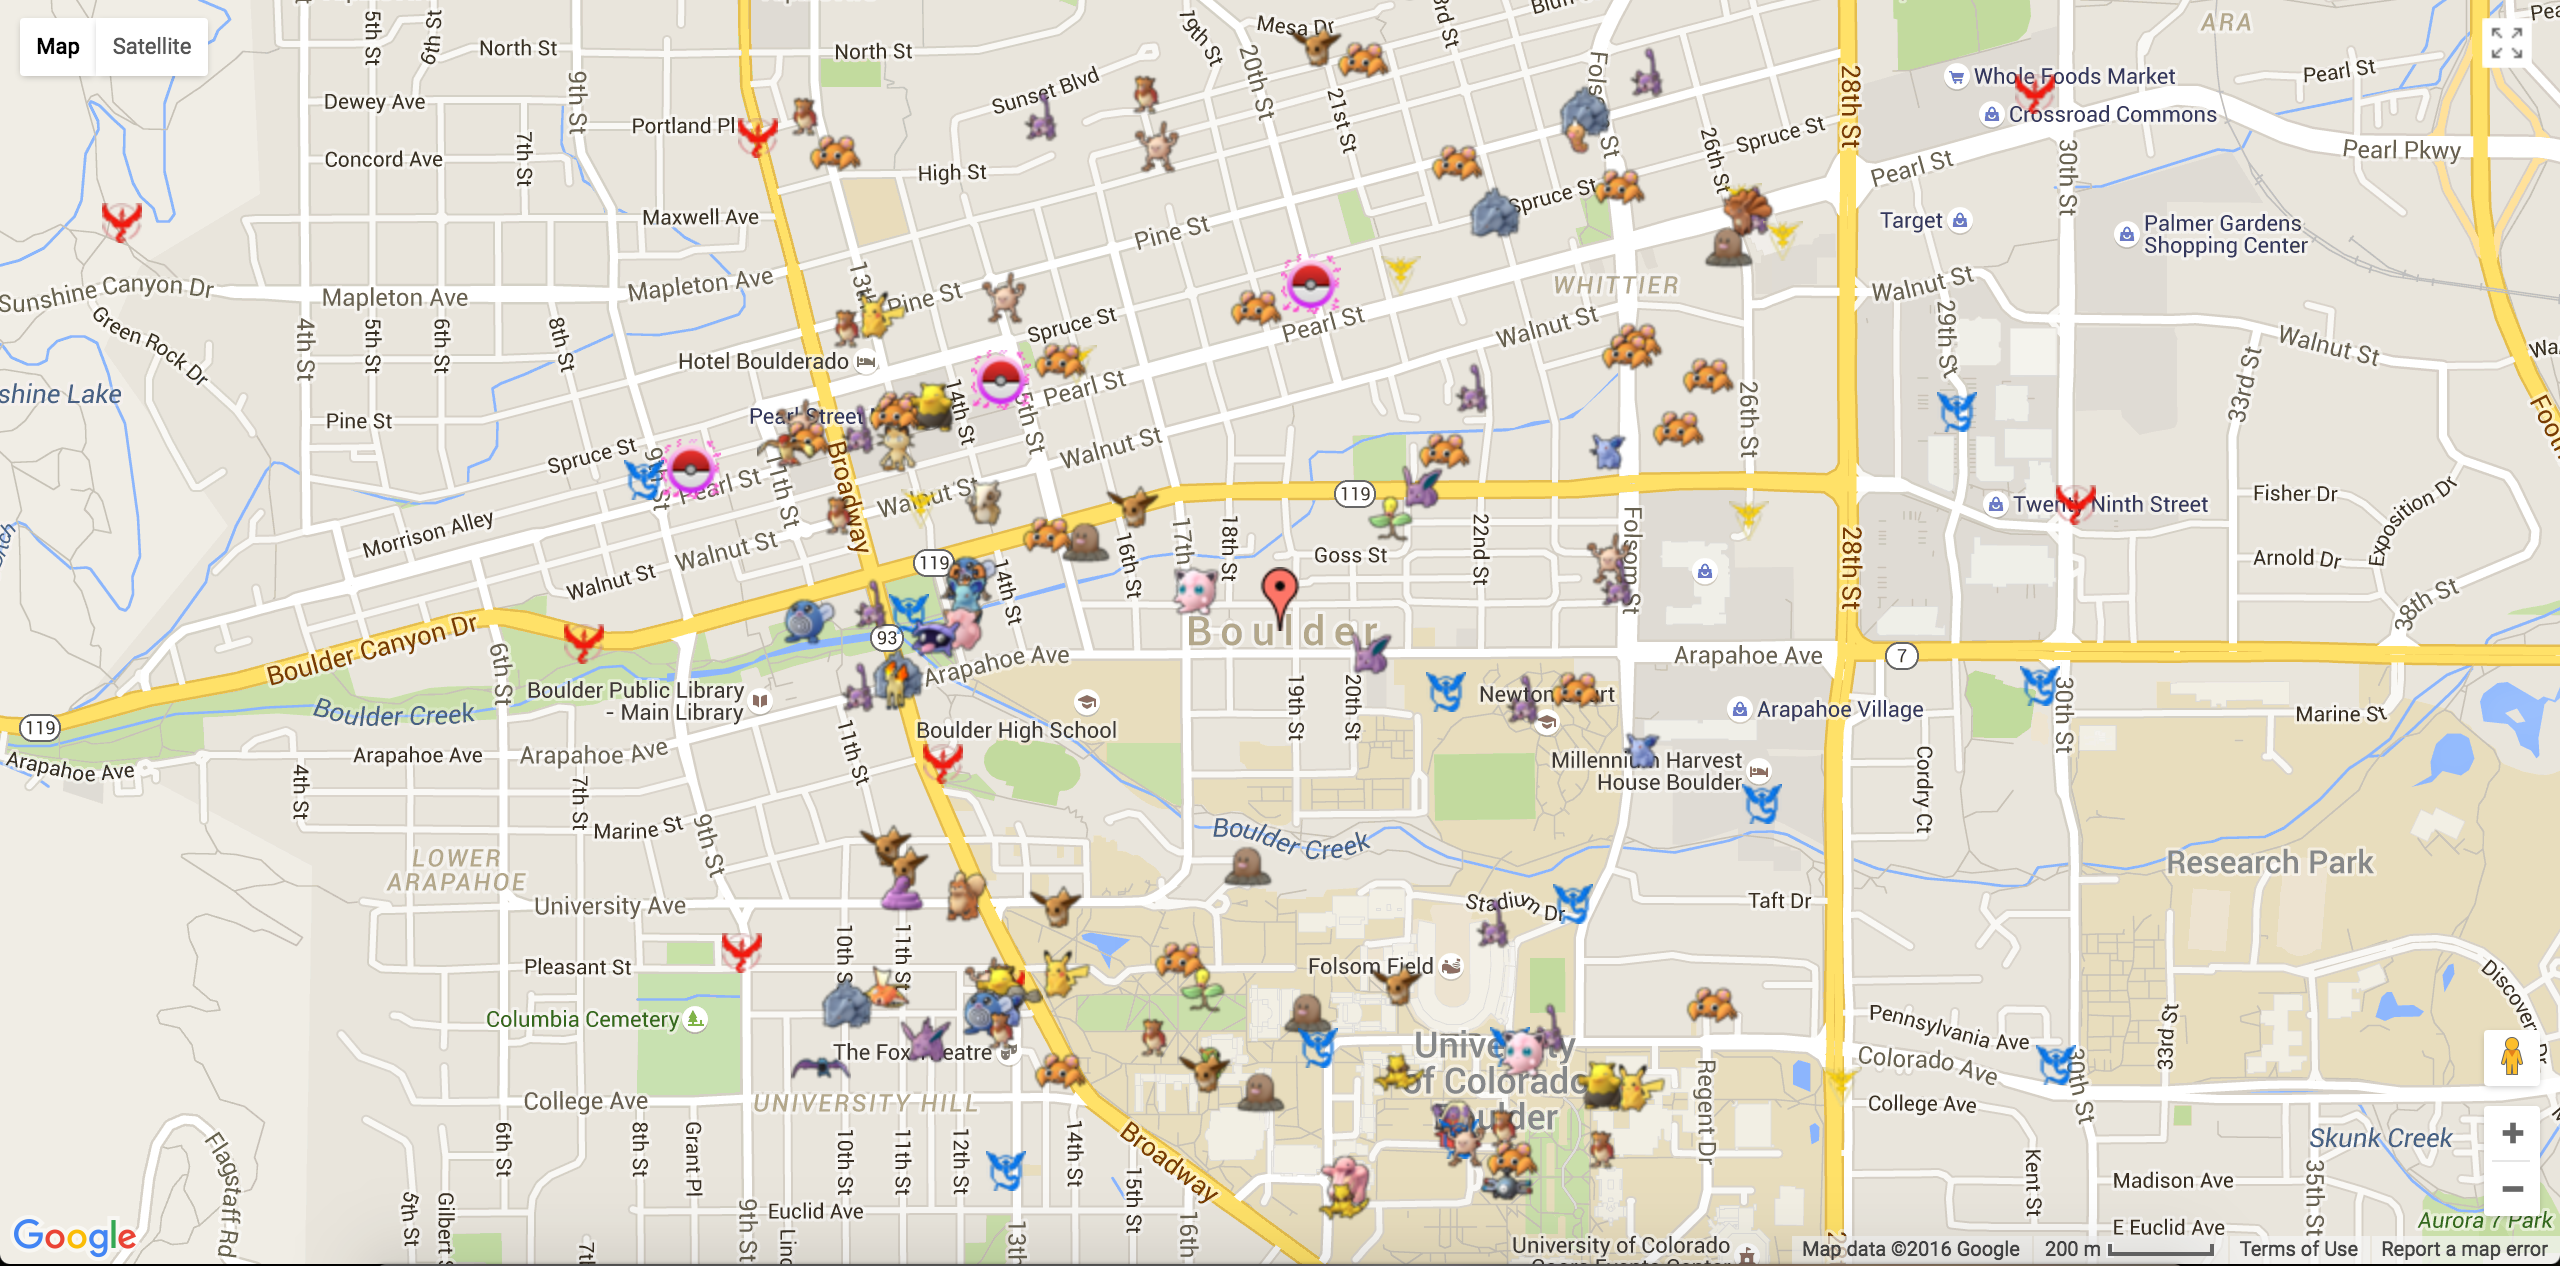 Map
Satellite
5th St
6th St
North St
9th St
North St
19th St
20th St
Mesa Dr
3rd St
Folsom St
28th St
ARA
Whole Foods Market
Crossroad Commons
Pearl St
Pearl Pkwy
Dewey Ave
Portland Pl
Sunset Blvd
21st St
26th St
Spruce St
Pearl St
30th St
Concord Ave
7th St
High St
Spruce St
Maxwell Ave
Pine St
Target
Palmer Gardens
Shopping Center
Sunshine Canyon Dr
Mapleton Ave
Mapleton Ave
13th
Pine St
WHITTIER
Walnut St
Green Rock Dr
4th St
5th St
6th St
8th St
Spruce St
Pearl St
Walnut St
29th St
Walnut St
Hotel Boulderado
shine Lake
Pearl St
33rd St
Foot
Pine St
Pearl Street
14th St
26th St
Spruce St
9th St
Pearl St
11th St
Broadway
Walnut St
Walnut St
119
Twenty Ninth Street
Fisher Dr
Exposition Dr
Morrison Alley
Walnut St
17th
18th St
22nd St
Folsom St
28th St
Walnut St
119
14th St
16th St
Goss St
Arnold Dr
38th St
Boulder Canyon Dr
93
Arapahoe Ave
Boulder
Arapahoe Ave
7
6th St
Boulder Public Library
- Main Library
Boulder Creek
119
19th St
20th St
Newton Court
Arapahoe Village
30th St
Marine St
Arapahoe Ave
Arapahoe Ave
Arapahoe Ave
11th St
Boulder High School
Millennium Harvest
House Boulder
4th St
7th St
Marine St
9th St
Boulder Creek
Cordry Ct
LOWER
ARAPAHOE
Research Park
University Ave
Stadium Dr
Taft Dr
Pleasant St
10th S
11th St
Folsom Field
Discover
Columbia Cemetery
The Fox Theatre
University
of Colorado
Boulder
Pennsylvania Ave
Colorado Ave
33rd St
College Ave
UNIVERSITY HILL
Regent Dr
College Ave
30th St
Flagstaff Rd
6th St
8th St
Grant Pl
10th St
11th St
12th St
14th St
Broadway
15th St
Skunk Creek
Kent St
Madison Ave
35th St
5th St
Gilbert
9th St
Euclid Ave
13th
16th
E Euclid Ave
Aurora 7 Park
Google
University of Colorado
Map data ©2016 Google
200 m
Terms of Use
Report a map error